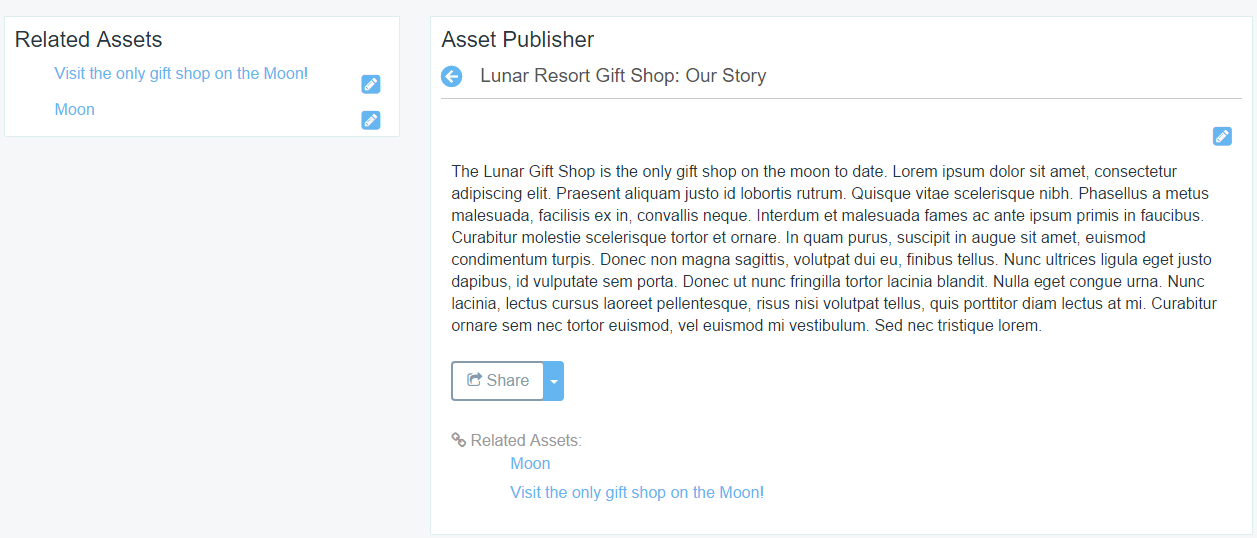 Related Assets
Visit the only gift shop on the Moon!
Moon
Asset Publisher
Lunar Resort Gift Shop: Our Story
The Lunar Gift Shop is the only gift shop on the moon to date. Lorem ipsum dolor sit amet, consectetur
adipiscing elit. Praesent aliquam justo id lobortis rutrum. Quisque vitae scelerisque nibh. Phasellus a metus
malesuada, facilisis ex in, convallis neque. Interdum et malesuada fames ac ante ipsum primis in faucibus.
Curabitur molestie scelerisque tortor et ornare. In quam purus, suscipit in augue sit amet, euismod
condimentum turpis. Donec non magna sagittis, volutpat dui eu, finibus tellus. Nunc ultrices ligula eget justo
dapibus, id vulputate sem porta. Donec ut nunc fringilla tortor lacinia blandit. Nulla eget congue urna. Nunc
lacinia, lectus cursus laoreet pellentesque, risus nisi volutpat tellus, quis porttitor diam lectus at mi. Curabitur
ornare sem nec tortor euismod, vel euismod mi vestibulum. Sed nec tristique lorem.
Share
Related Assets:
Moon
Visit the only gift shop on the Moon!